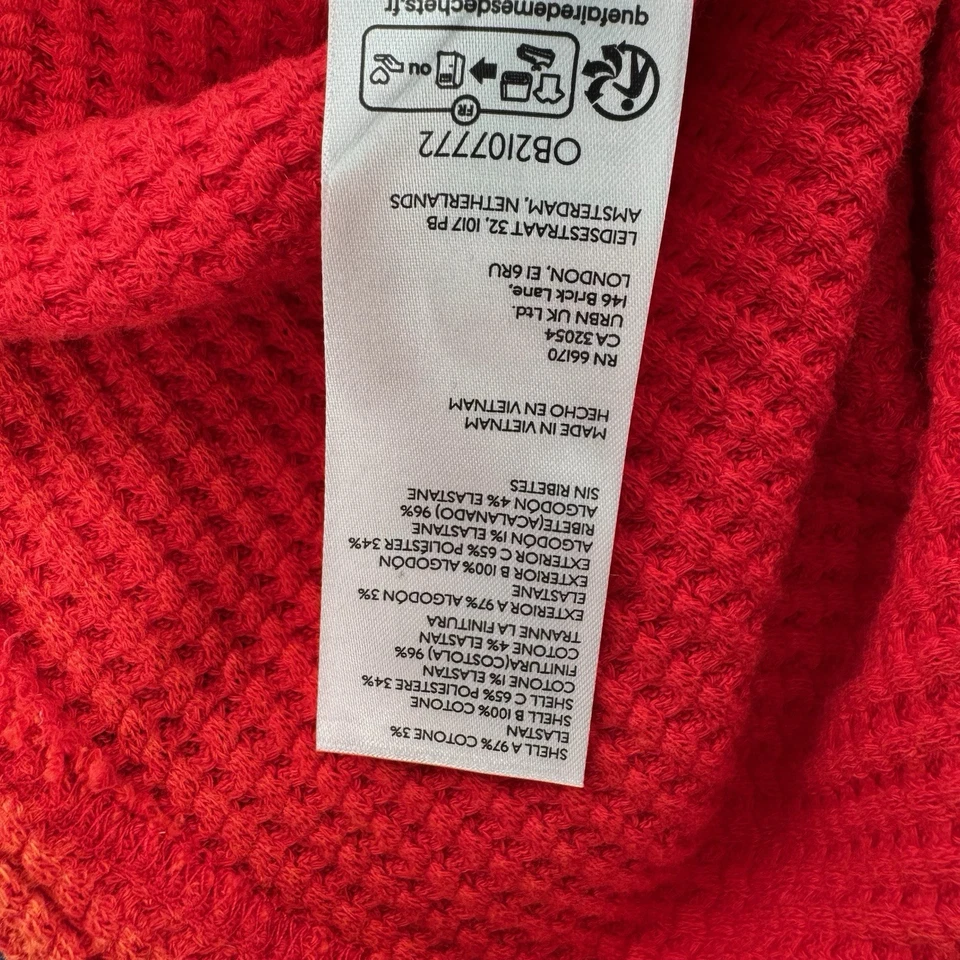 SHELL A 97% COTONE 3%
ELASTAN
SHELL B 100% COTONE
SHELL C 65% POLIESTERE 34%
COTONE 1% ELASTAN
FINITURA(COSTOLA) 96%
COTONE 4% ELASTAN
TRANNE LA FINITURA
EXTERIOR A 97% ALGODÓN 3%
ELASTANE
EXTERIOR B 100% ALGODÓN
EXTERIOR C 65% POLIÉSTER 34%
ALGODÓN 1% ELASTANE
RIBETE(ACALANADO) 96%
ALGODÓN 4% ELASTANE
SIN RIBETES
MADE IN VIETNAM
HECHO EN VIETNAM
RN 66170
CA 32054
URBN UK Ltd.
146 Brick Lane,
LONDON, E1 6RU
LEIDSESTRAAT 32, 1017 PB
AMSTERDAM, NETHERLANDS
OB2107772
FR
ou
quefairedemesdechets.fr